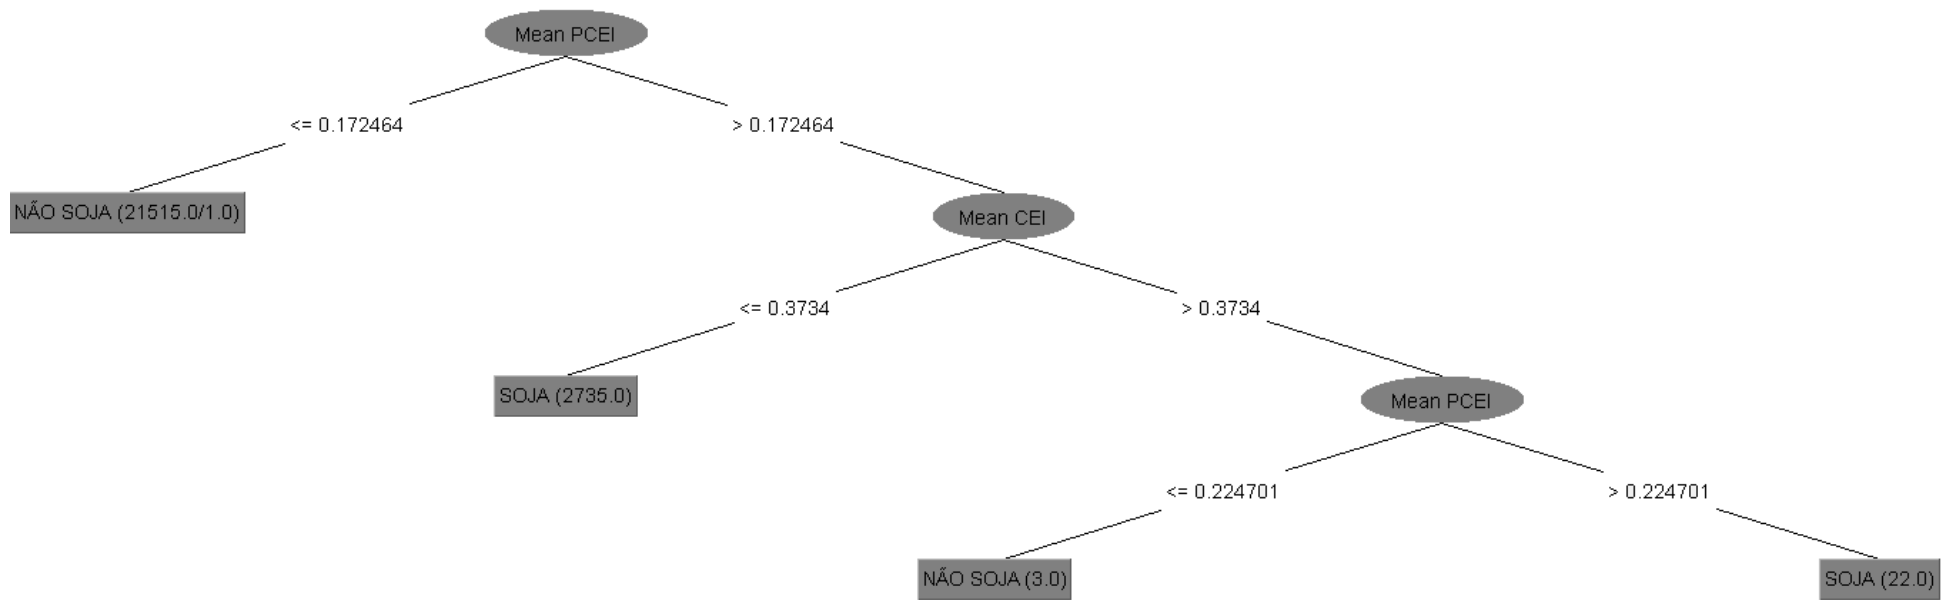 Mean PCEI
<= 0.172464
> 0.172464
NÃO SOJA (21515.0/1.0)
Mean CEI
<= 0.3734
> 0.3734
SOJA (2735.0)
Mean PCEI
<= 0.224701
> 0.224701
NÃO SOJA (3.0)
SOJA (22.0)